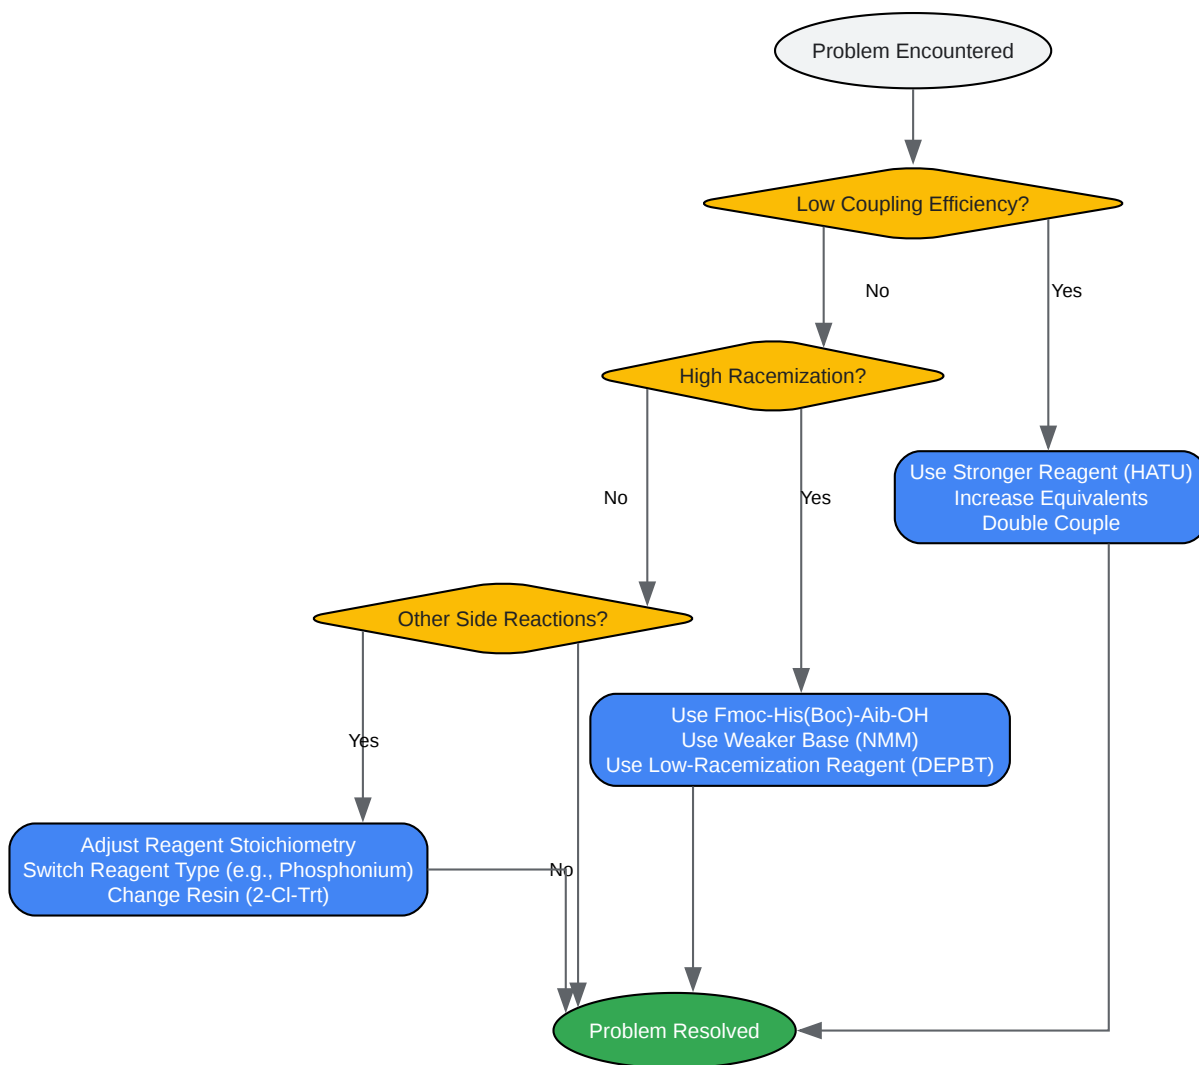 Problem Encountered
Low Coupling Efficiency?
No
Yes
High Racemization?
Use Stronger Reagent (HATU)
Increase Equivalents
Double Couple
No
Yes
Other Side Reactions?
Use Fmoc-His(Boc)-Aib-OH
Use Weaker Base (NMM)
Use Low-Racemization Reagent (DEPBT)
Yes
Adjust Reagent Stoichiometry
Switch Reagent Type (e.g., Phosphonium)
Change Resin (2-Cl-Trt)
No
Problem Resolved